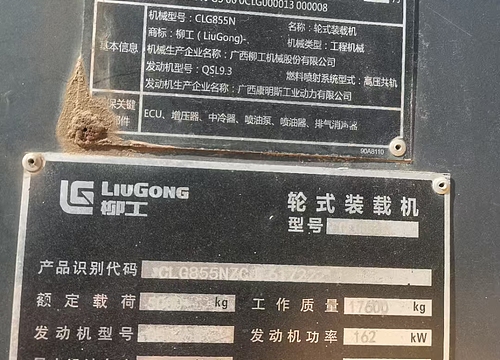 机械型号：CLG855N 名称：轮式装载机
商标：柳工 (LiuGong)- 机械类型：工程机械
基本信息 机械生产企业名称：广西柳工机械股份有限公司
发动机型号：QSL9.3 燃料喷射系统型式：高压共轨
发动机生产企业名称：广西康明斯工业动力有限公司
保关键
部件 ECU、增压器、中冷器、喷油泵、喷油器、排气消声器
90A8110
LIUGONG
柳工
轮式装载机
型号
产品识别代码
额定载荷 kg 工作质量 17600 kg
发动机型号 发动机功率 162 kW